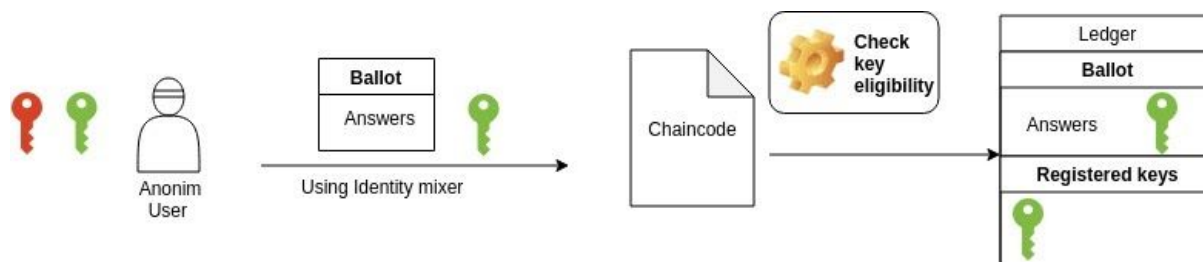 Anonim
User
Ballot
Answers
Using Identity mixer
Chaincode
Check
key
eligibility
Ledger
Ballot
Answers
Registered keys